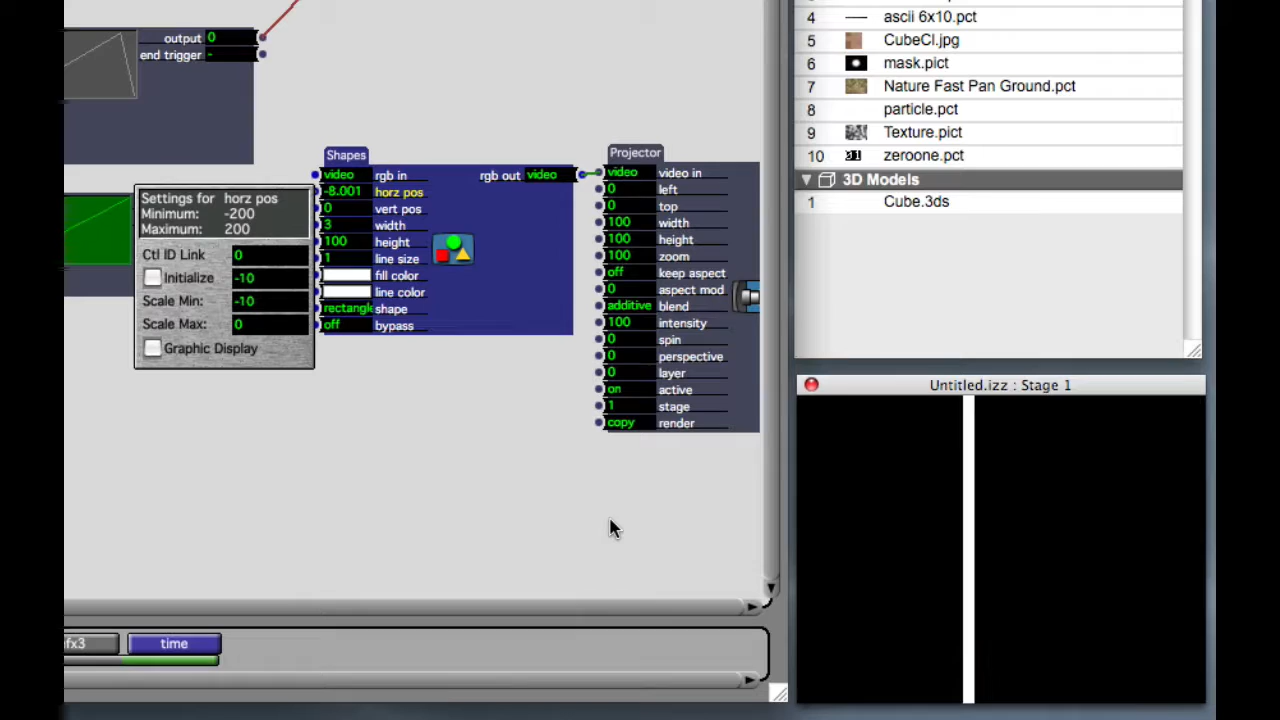 output 0
end trigger -
Shapes
video rgb in rgb out video
-8.001 horz pos
0 vert pos
3 width
100 height
1 line size
fill color
line color
rectangle shape
off bypass
Settings for horz pos
Minimum: -200
Maximum: 200
Ctl ID Link 0
Initialize -10
Scale Min: -10
Scale Max: 0
Graphic Display
Projector
video video in
0 left
0 top
100 width
100 height
100 zoom
off keep aspect
0 aspect mod
additive blend
100 intensity
0 spin
0 perspective
0 layer
on active
1 stage
copy render
fx3
time
4 ascii 6x10.pct
5 CubeCl.jpg
6 mask.pict
7 Nature Fast Pan Ground.pct
8 particle.pct
9 Texture.pct
10 zeroone.pct
3D Models
1 Cube.3ds
Untitled.izz : Stage 1